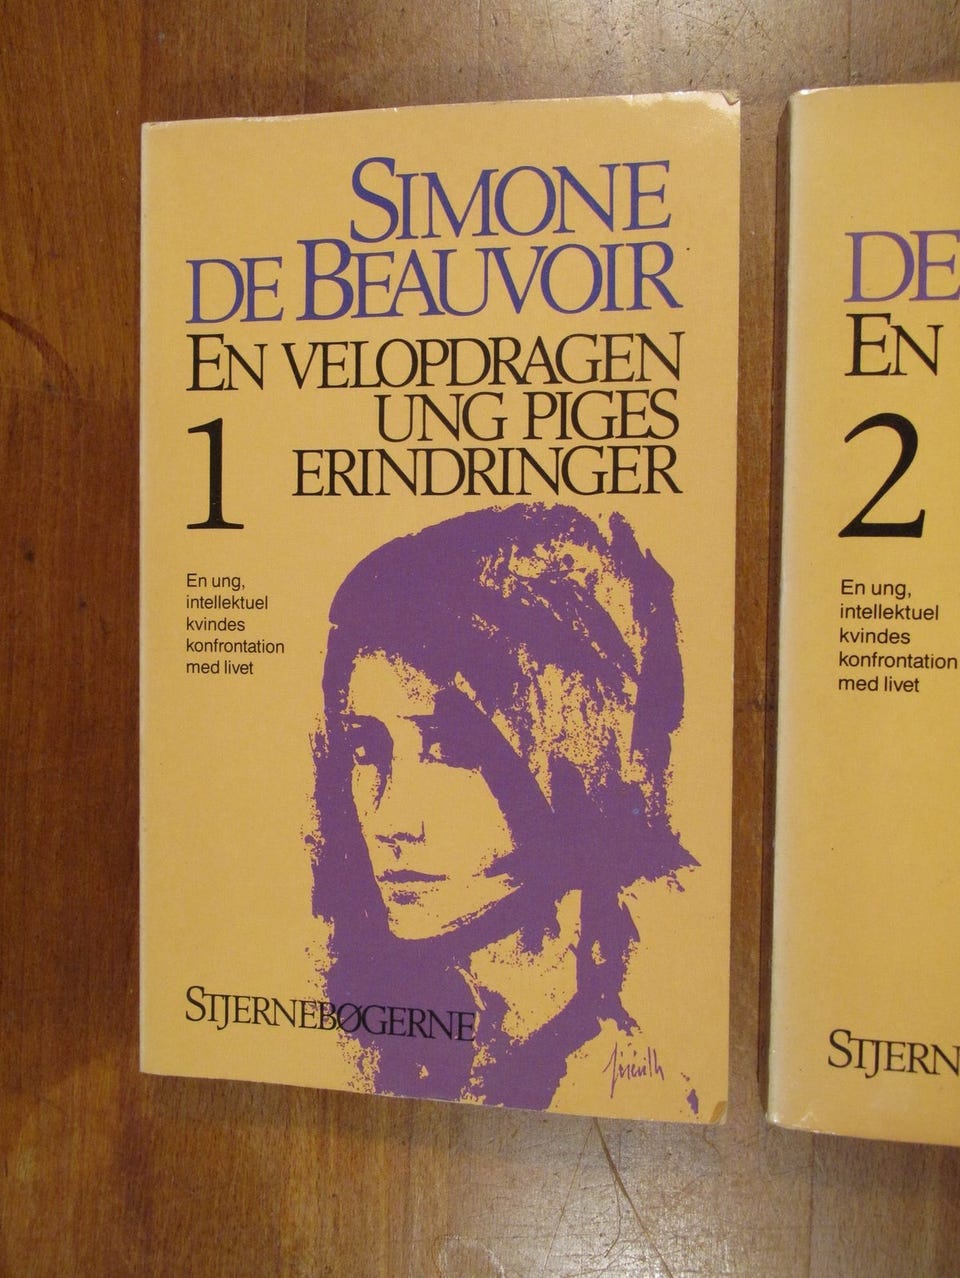 SIMONE
DE BEAUVOIR
EN VELOPDRAGEN
UNG PIGES
ERINDRINGER
1
En ung,
intellektuel
kvindes
konfrontation
med livet
STJERNEBØGERNE
DE
EN
2
En ung,
intellektuel
kvindes
konfrontation
med livet
STJERN